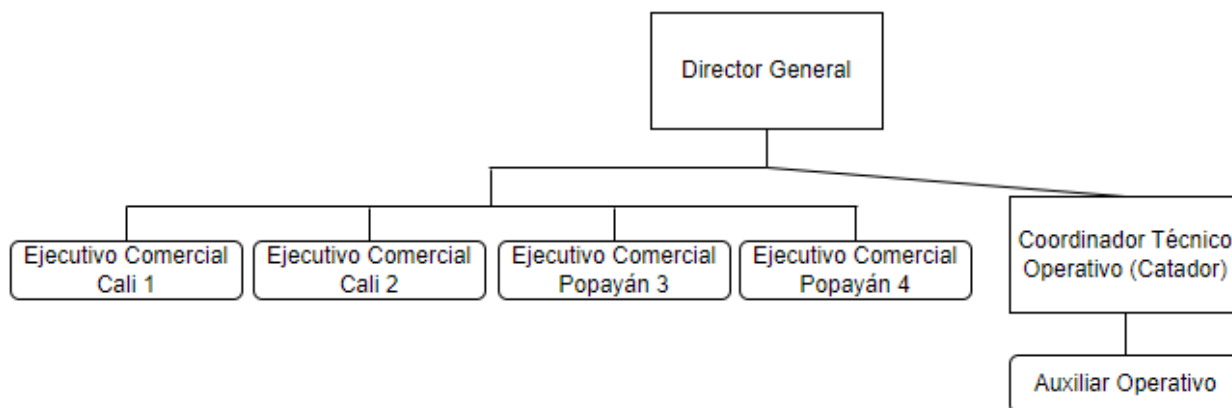 Director General
Ejecutivo Comercial
Cali 1
Ejecutivo Comercial
Cali 2
Ejecutivo Comercial
Popayán 3
Ejecutivo Comercial
Popayán 4
Coordinador Técnico
Operativo (Catador)
Auxiliar Operativo